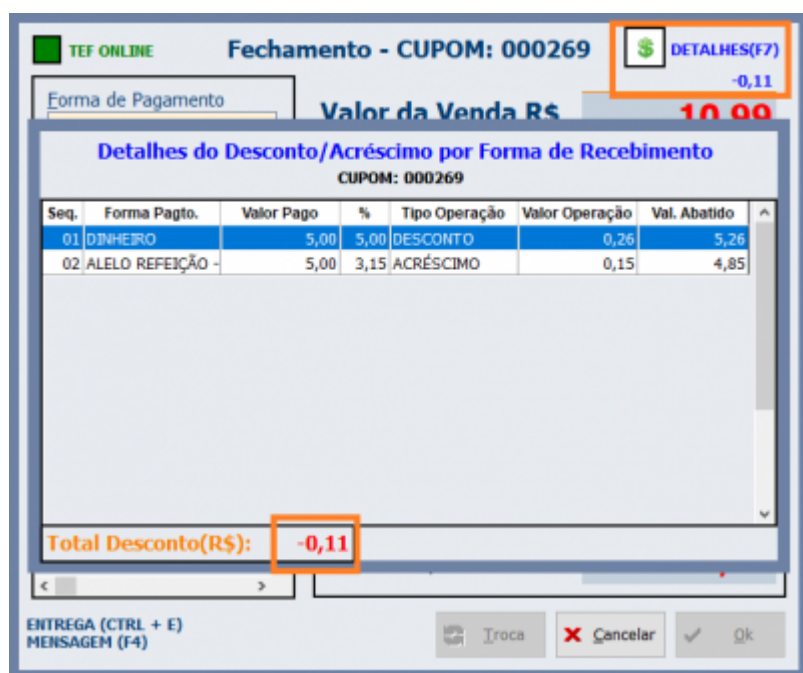 TEF ONLINE Fechamento - CUPOM: 000269 $ DETALHES(F7)
-0,11
Forma de Pagamento
Valor da Venda R$ 10,99
Detalhes do Desconto/Acréscimo por Forma de Recebimento
CUPOM: 000269
Seq. Forma Pagto. Valor Pago % Tipo Operação Valor Operação Val. Abatido
01 DINHEIRO 5,00 5,00 DESCONTO 0,26 5,26
02 ALELO REFEIÇÃO - 5,00 3,15 ACRÉSCIMO 0,15 4,85
Total Desconto(R$): -0,11
ENTREGA (CTRL + E)
MENSAGEM (F4)
Troca Cancelar Ok